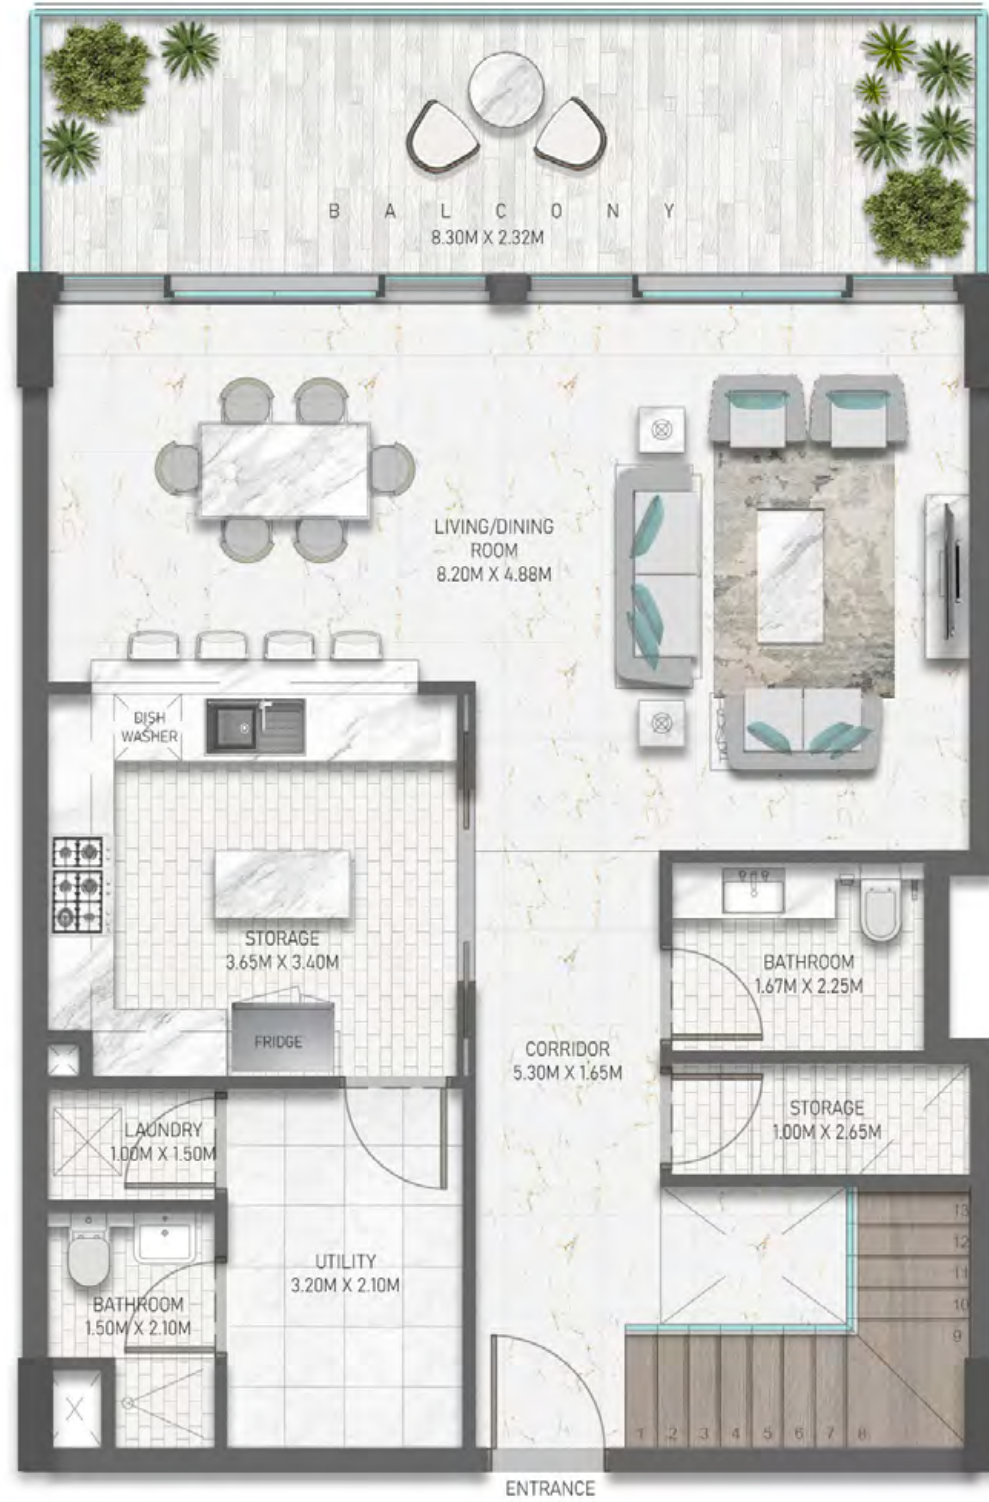 B A L C O N Y
8.30M X 2.32M
LIVING/DINING
ROOM
8.20M X 4.88M
DISH
WASHER
STORAGE
3.65M X 3.40M
FRIDGE
BATHROOM
1.67M X 2.25M
CORRIDOR
5.30M X 1.65M
STORAGE
1.00M X 2.65M
LAUNDRY
1.00M X 1.50M
UTILITY
3.20M X 2.10M
BATHROOM
1.50M X 2.10M
13
12
11
10
9
1 2 3 4 5 6 7 8
ENTRANCE